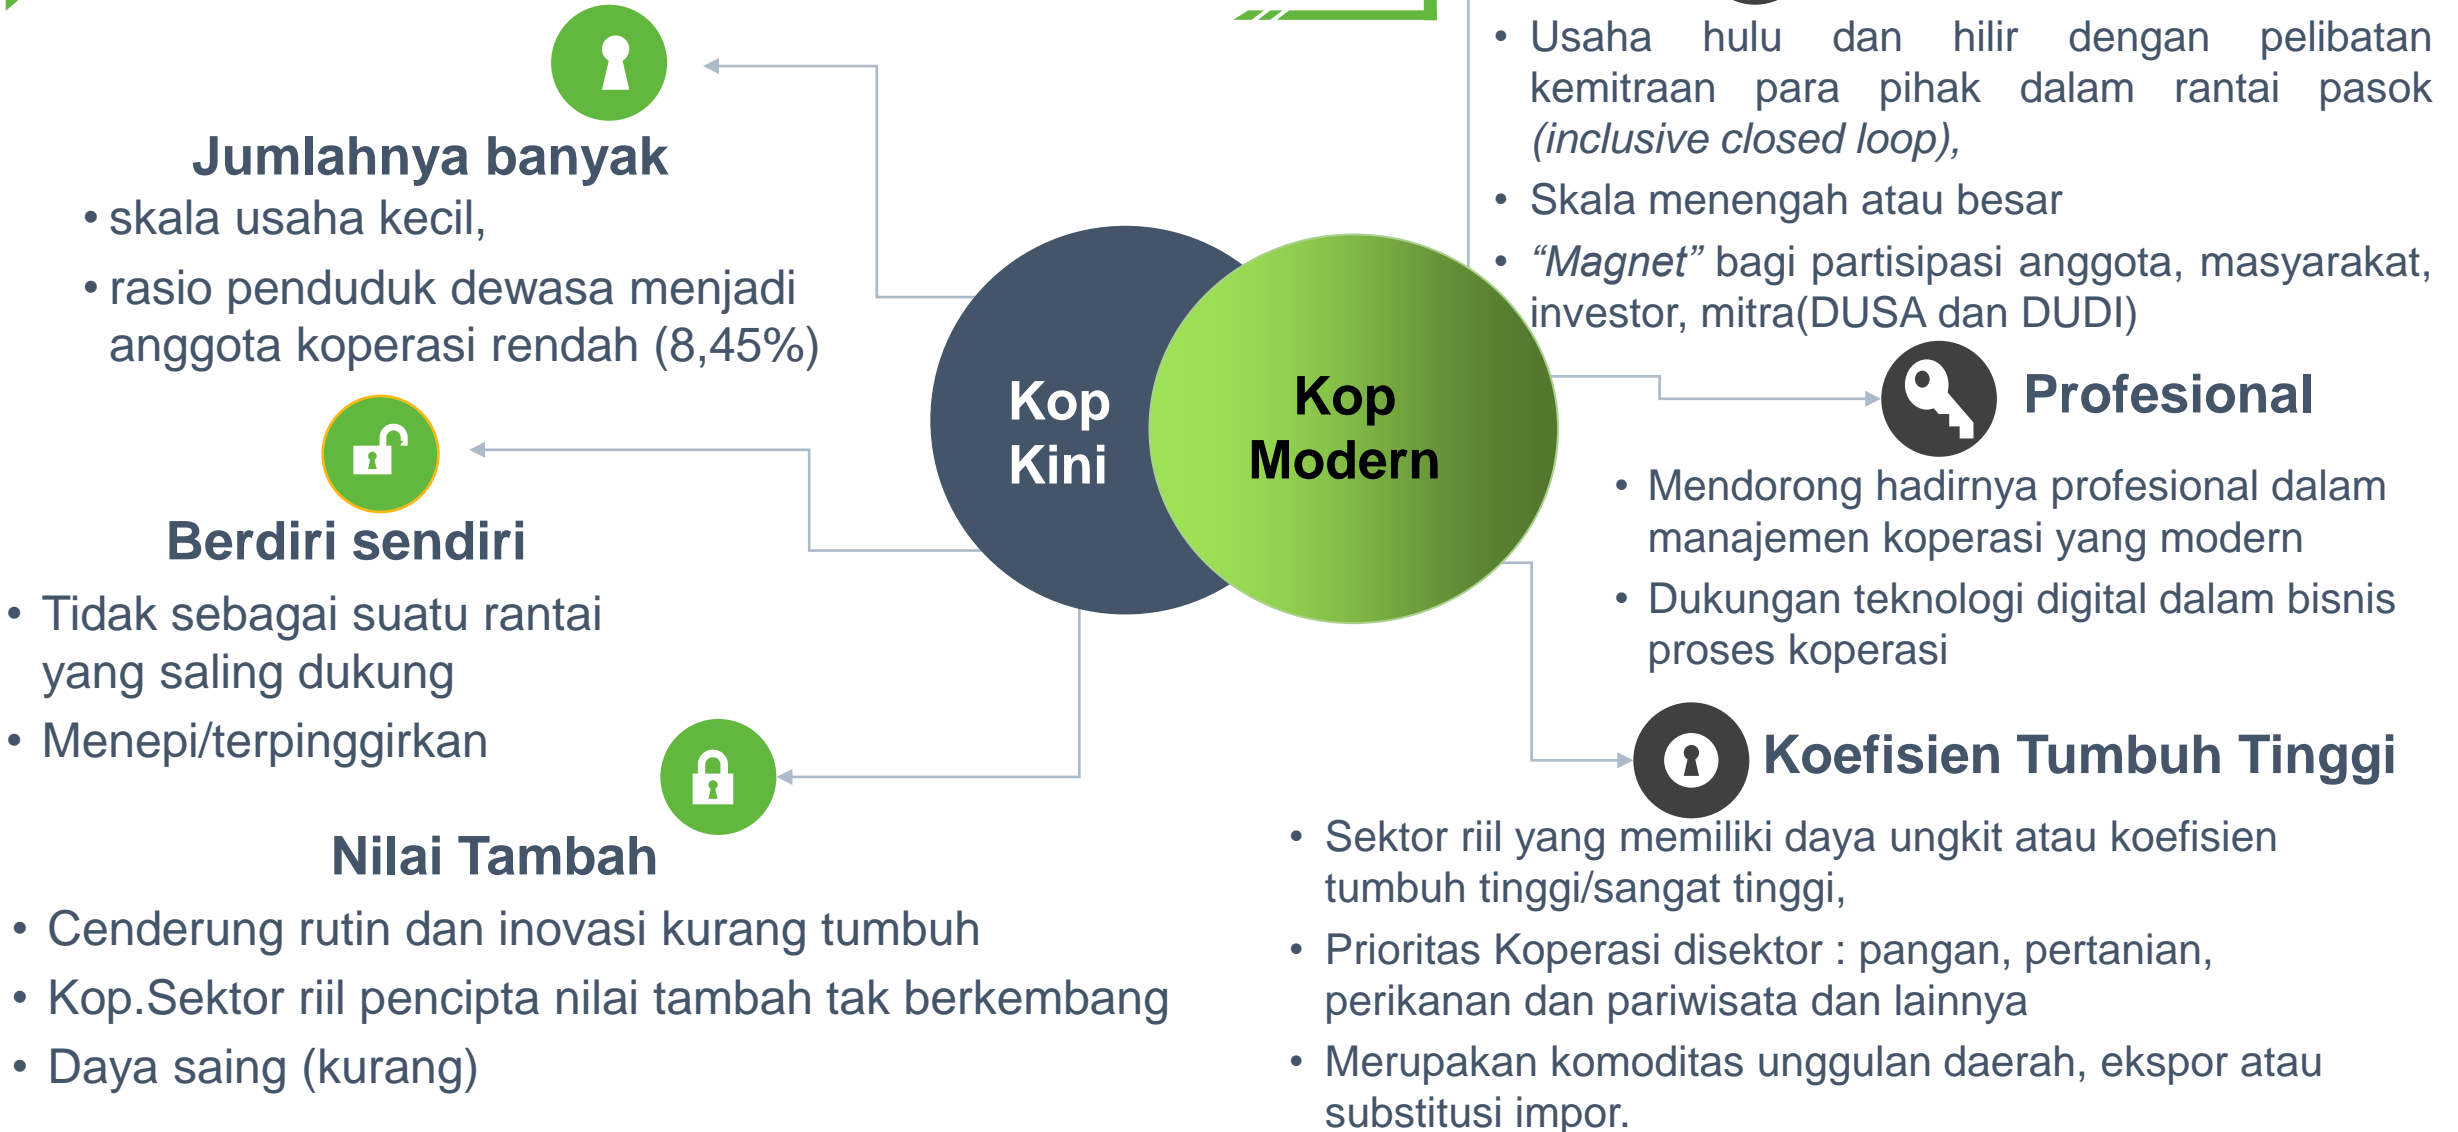 Jumlahnya banyak
• skala usaha kecil,
• rasio penduduk dewasa menjadi
anggota koperasi rendah (8,45%)
Berdiri sendiri
• Tidak sebagai suatu rantai
yang saling dukung
• Menepi/terpinggirkan
Nilai Tambah
• Cenderung rutin dan inovasi kurang tumbuh
• Kop.Sektor riil pencipta nilai tambah tak berkembang
• Daya saing (kurang)
Kop
Kini
Kop
Modern
• Usaha hulu dan hilir dengan pelibatan
kemitraan para pihak dalam rantai pasok
(inclusive closed loop),
• Skala menengah atau besar
• “Magnet” bagi partisipasi anggota, masyarakat,
investor, mitra(DUSA dan DUDI)
Profesional
• Mendorong hadirnya profesional dalam
manajemen koperasi yang modern
• Dukungan teknologi digital dalam bisnis
proses koperasi
Koefisien Tumbuh Tinggi
• Sektor riil yang memiliki daya ungkit atau koefisien
tumbuh tinggi/sangat tinggi,
• Prioritas Koperasi disektor : pangan, pertanian,
perikanan dan pariwisata dan lainnya
• Merupakan komoditas unggulan daerah, ekspor atau
substitusi impor.